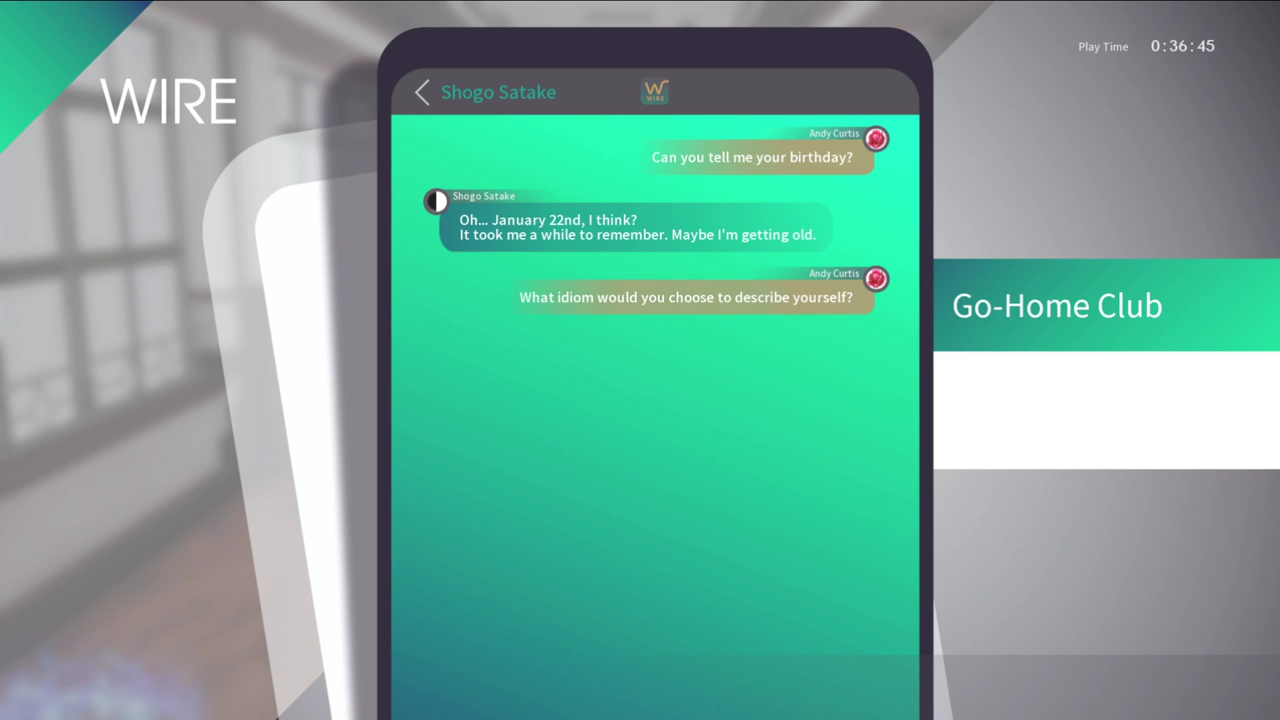 WIRE
Play Time 0:36:45
Shogo Satake
W
WIRE
Andy Curtis
Can you tell me your birthday?
Shogo Satake
Oh... January 22nd, I think?
It took me a while to remember. Maybe I'm getting old.
Andy Curtis
What idiom would you choose to describe yourself?
Go-Home Club